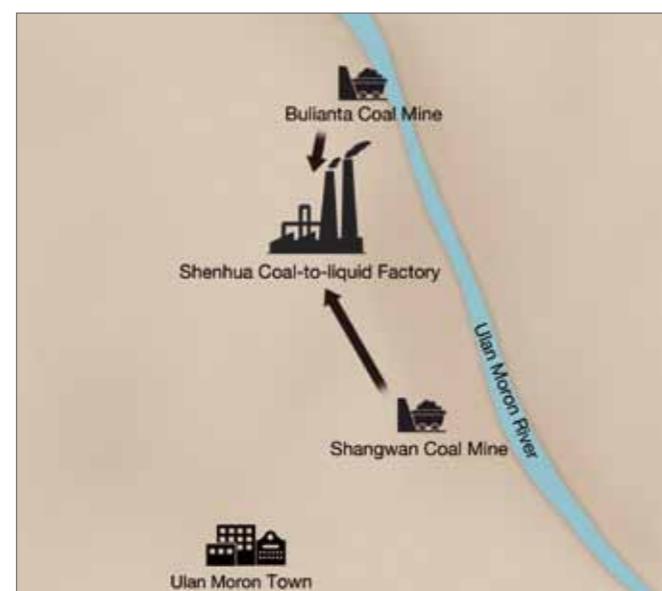 Bulianta Coal Mine
Shenhua Coal-to-liquid Factory
Ulan Moron River
Shangwan Coal Mine
Ulan Moron Town